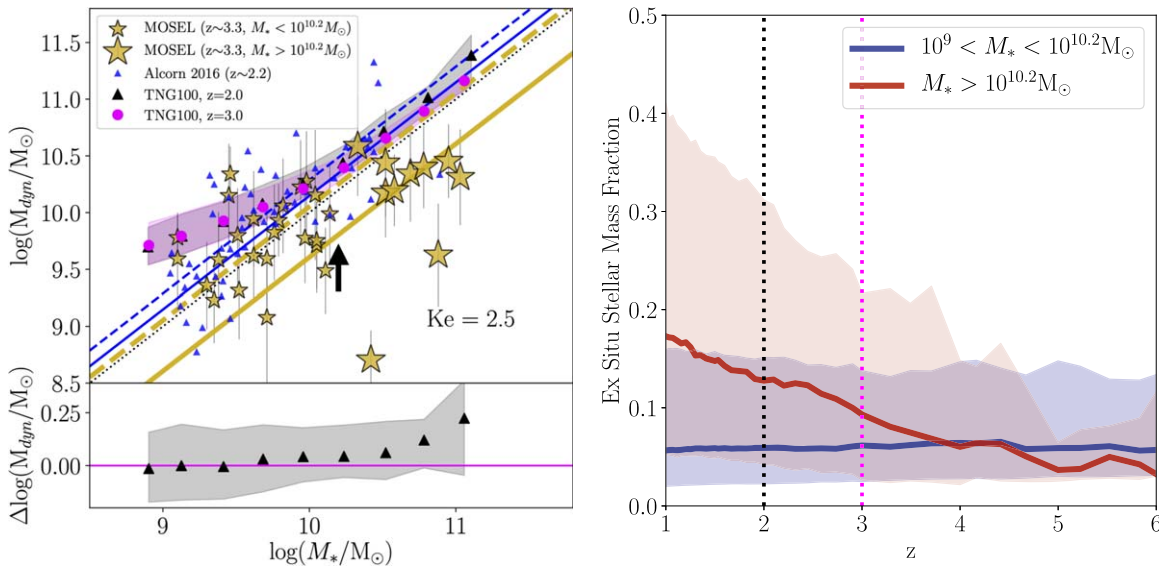 MOSEL (z~3.3, M* < 10^10.2 M⊙)
MOSEL (z~3.3, M* > 10^10.2 M⊙)
Alcorn 2016 (z~2.2)
TNG100, z=2.0
TNG100, z=3.0
11.5
11.0
10.5
10.0
9.5
9.0
8.5
log(M_dyn/M⊙)
Ke = 2.5
0.25
0.00
Δlog(M_dyn/M⊙)
9
10
11
log(M*/M⊙)
10^9 < M* < 10^10.2 M⊙
M* > 10^10.2 M⊙
0.5
0.4
0.3
0.2
0.1
0.0
Ex Situ Stellar Mass Fraction
1
2
3
4
5
6
z